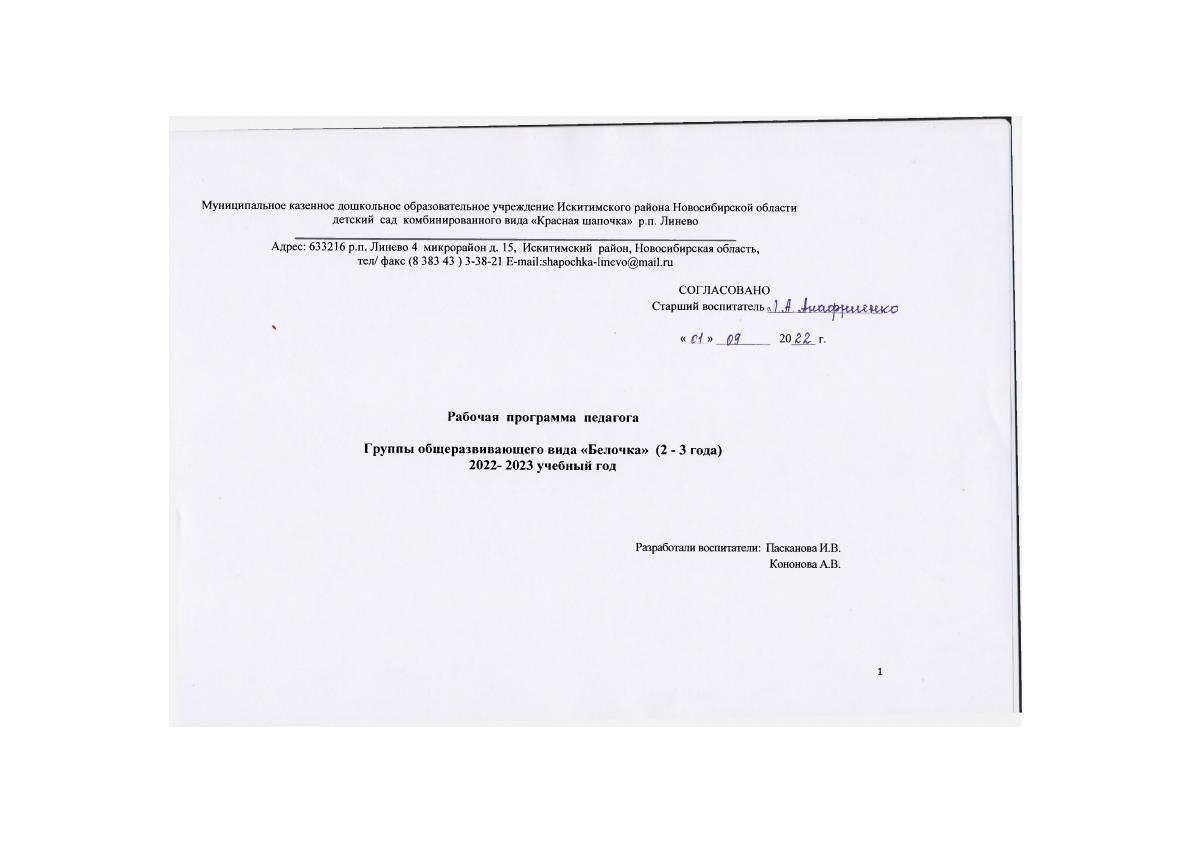 Муниципальное казенное дошкольное образовательное учреждение Искитимского района Новосибирской области
детский сад комбинированного вида «Красная шапочка» р.п. Линево
Адрес: 633216 р.п. Линево 4 микрорайон д. 15, Искитимский район, Новосибирская область,
тел/ факс (8 383 43 ) 3-38-21 E-mail:shapochka-linevo@mail.ru
СОГЛАСОВАНО
Старший воспитатель
« 01 » 09 2022 г.
Рабочая программа педагога
Группы общеразвивающего вида «Белочка» (2 - 3 года)
2022- 2023 учебный год
Разработали воспитатели: Пасканова И.В.
Кононова А.В.
1